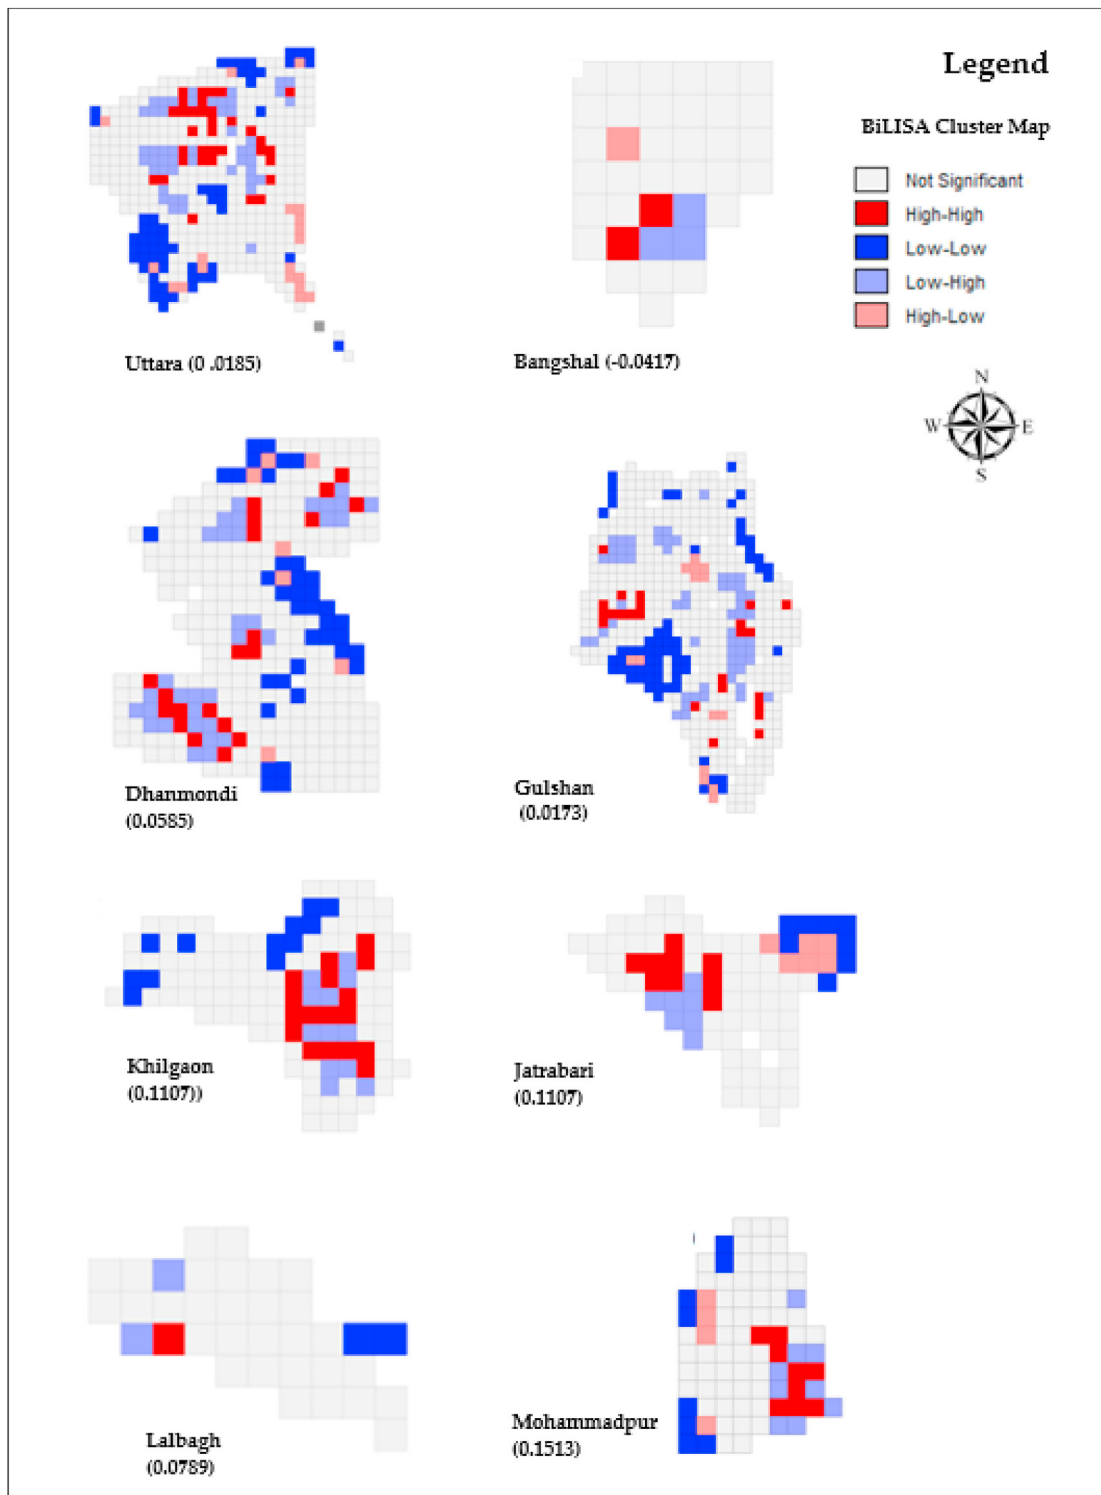 Legend
BiLISA Cluster Map
Not Significant
High-High
Low-Low
Low-High
High-Low
N
W
E
S
Uttara (0 .0185)
Bangshal (-0.0417)
Dhanmondi
(0.0585)
Gulshan
(0.0173)
Khilgaon
(0.1107))
Jatrabari
(0.1107)
Lalbagh
(0.0789)
Mohammadpur
(0.1513)